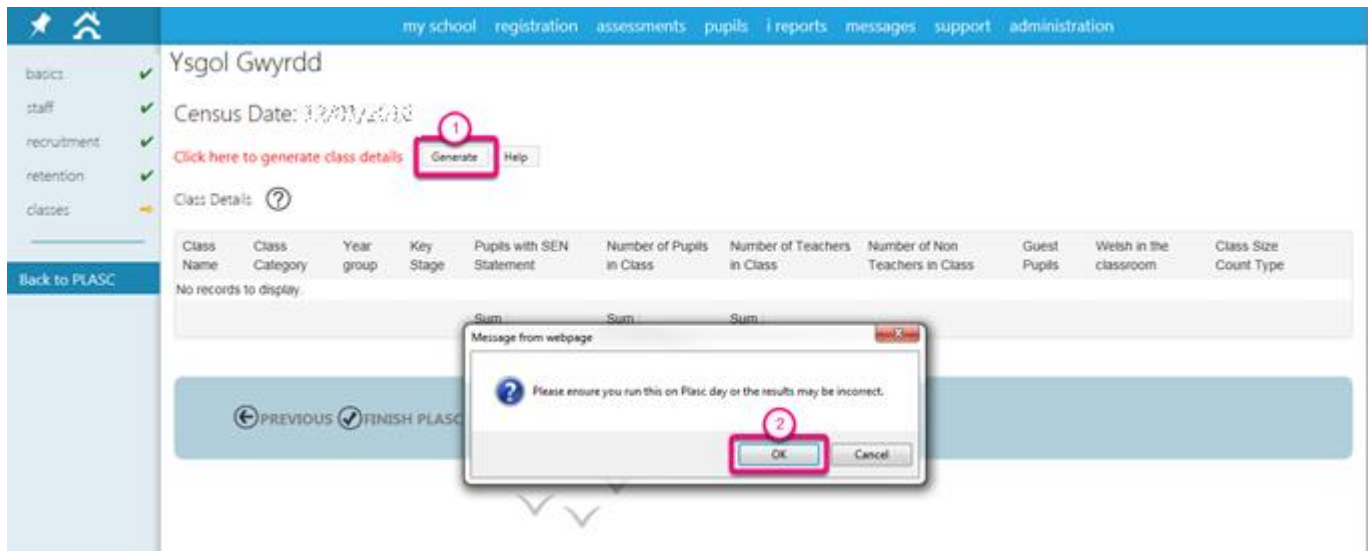 my school registration assessments pupils i reports messages support administration
basics
staff
recruitment
retention
classes
Back to PLASC
Ysgol Gwyrdd
Census Date:
1
Click here to generate class details Generate Help
Class Details ?
Class Name Class Category Year group Key Stage Pupils with SEN Statement Number of Pupils in Class Number of Teachers in Class Number of Non Teachers in Class Guest Pupils Welsh in the classroom Class Size Count Type
No records to display.
Sum : Sum : Sum :
Message from webpage
Please ensure you run this on Plasc day or the results may be incorrect.
2
OK Cancel
PREVIOUS FINISH PLASC